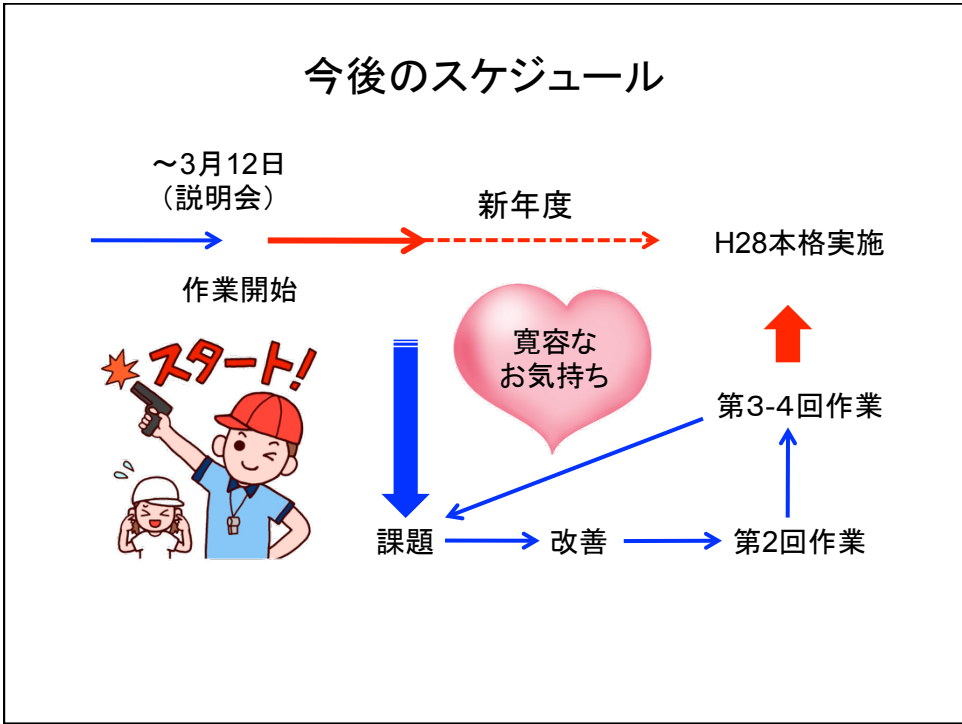 今後のスケジュール
～3月12日
（説明会）
新年度
H28本格実施
作業開始
スタート!
寛容な
お気持ち
第3-4回作業
課題
改善
第2回作業